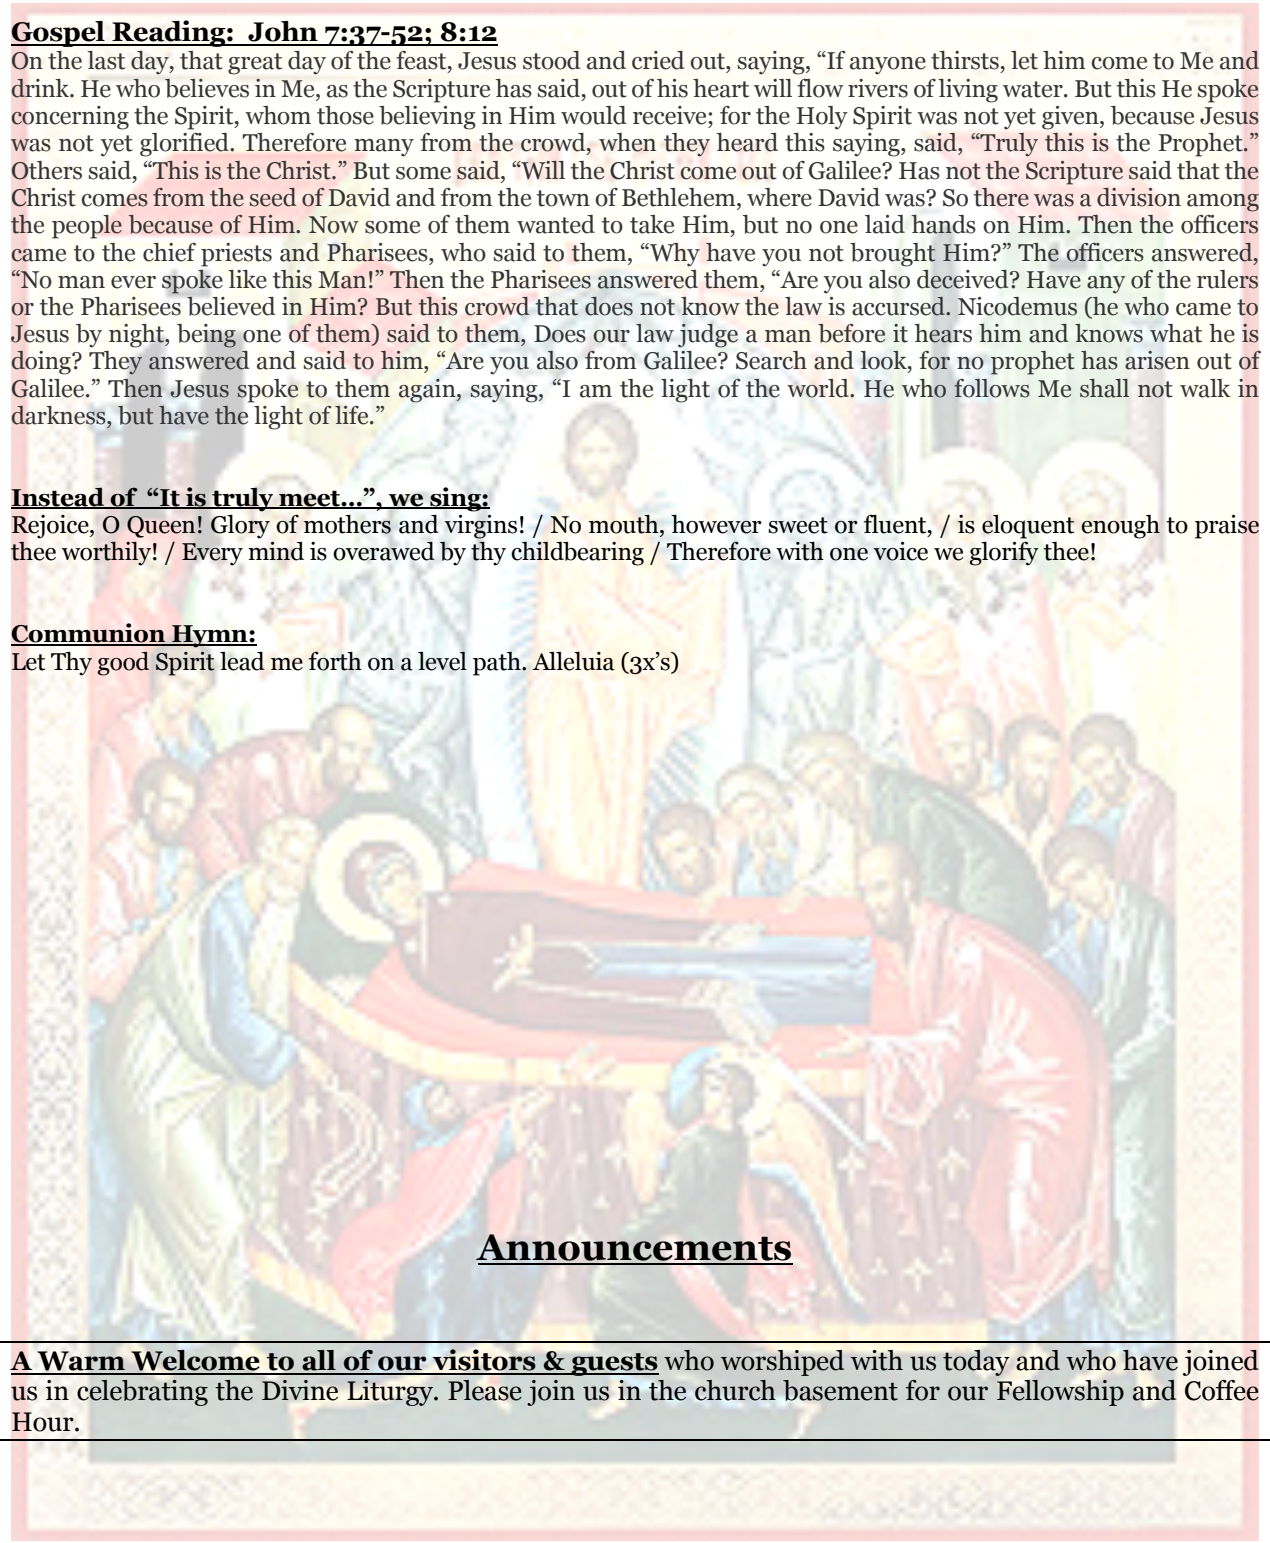 Gospel Reading:  John 7:37-52; 8:12
On the last day, that great day of the feast, Jesus stood and cried out, saying, “If anyone thirsts, let him come to Me and
drink. He who believes in Me, as the Scripture has said, out of his heart will flow rivers of living water. But this He spoke
concerning the Spirit, whom those believing in Him would receive; for the Holy Spirit was not yet given, because Jesus
was not yet glorified. Therefore many from the crowd, when they heard this saying, said, “Truly this is the Prophet.”
Others said, “This is the Christ.” But some said, “Will the Christ come out of Galilee? Has not the Scripture said that the
Christ comes from the seed of David and from the town of Bethlehem, where David was? So there was a division among
the people because of Him. Now some of them wanted to take Him, but no one laid hands on Him. Then the officers
came to the chief priests and Pharisees, who said to them, “Why have you not brought Him?” The officers answered,
“No man ever spoke like this Man!” Then the Pharisees answered them, “Are you also deceived? Have any of the rulers
or the Pharisees believed in Him? But this crowd that does not know the law is accursed. Nicodemus (he who came to
Jesus by night, being one of them) said to them, Does our law judge a man before it hears him and knows what he is
doing? They answered and said to him, “Are you also from Galilee? Search and look, for no prophet has arisen out of
Galilee.” Then Jesus spoke to them again, saying, “I am the light of the world. He who follows Me shall not walk in
darkness, but have the light of life.”
Instead of  “It is truly meet…”, we sing:
Rejoice, O Queen! Glory of mothers and virgins! / No mouth, however sweet or fluent, / is eloquent enough to praise
thee worthily! / Every mind is overawed by thy childbearing / Therefore with one voice we glorify thee!
Communion Hymn:
Let Thy good Spirit lead me forth on a level path. Alleluia (3x’s)
Announcements
A Warm Welcome to all of our visitors & guests who worshiped with us today and who have joined
us in celebrating the Divine Liturgy. Please join us in the church basement for our Fellowship and Coffee
Hour.